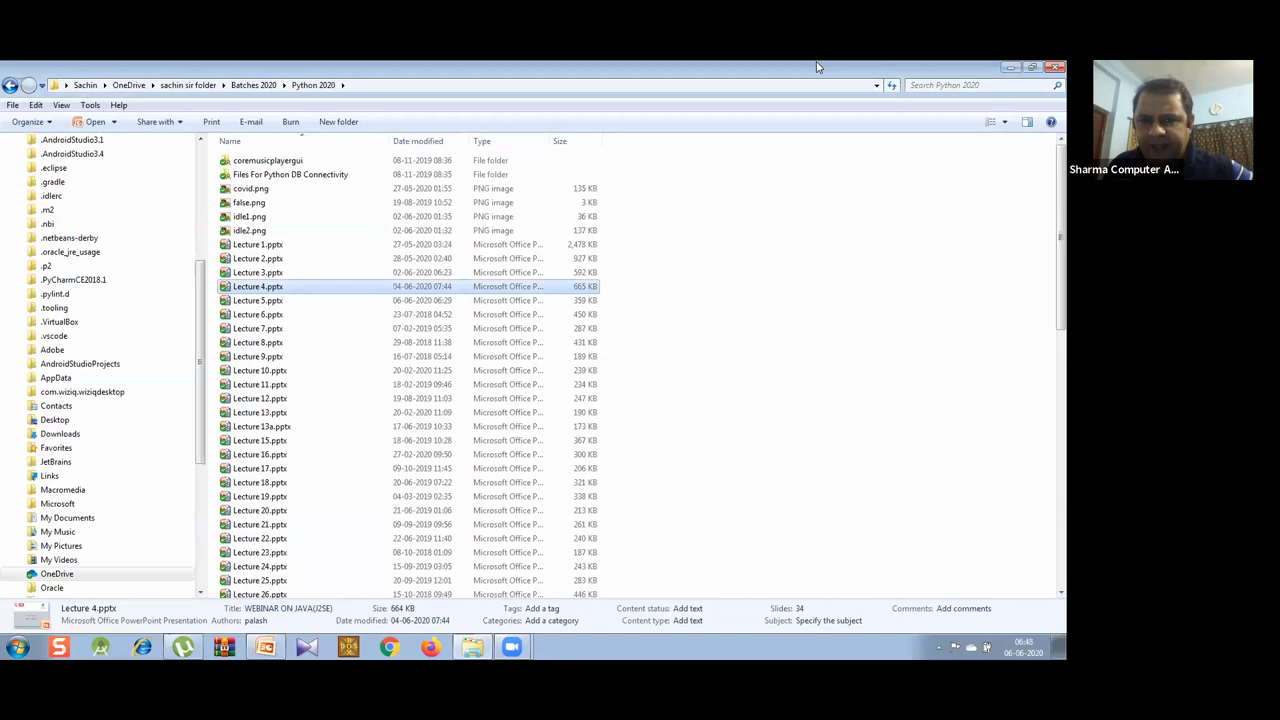 Sachin OneDrive sachin sir folder Batches 2020 Python 2020 Search Python 2020
File Edit View Tools Help
Organize Open Share with Print E-mail Burn New folder
.AndroidStudio3.1
.AndroidStudio3.4
.eclipse
.gradle
.idlerc
.m2
.nbi
.netbeans-derby
.oracle_jre_usage
.p2
.PyCharmCE2018.1
.pylint.d
.tooling
.VirtualBox
.vscode
Adobe
AndroidStudioProjects
AppData
com.wiziq.wiziqdesktop
Contacts
Desktop
Downloads
Favorites
JetBrains
Links
Macromedia
Microsoft
My Documents
My Music
My Pictures
My Videos
OneDrive
Oracle
Name Date modified Type Size
coremusicplayergui 08-11-2019 08:36 File folder
Files For Python DB Connectivity 08-11-2019 08:35 File folder
covid.png 27-05-2020 01:55 PNG image 135 KB
false.png 19-08-2019 10:52 PNG image 3 KB
idle1.png 02-06-2020 01:35 PNG image 36 KB
idle2.png 02-06-2020 01:32 PNG image 137 KB
Lecture 1.pptx 27-05-2020 03:24 Microsoft Office P... 2,478 KB
Lecture 2.pptx 28-05-2020 02:40 Microsoft Office P... 927 KB
Lecture 3.pptx 02-06-2020 06:23 Microsoft Office P... 592 KB
Lecture 4.pptx 04-06-2020 07:44 Microsoft Office P... 665 KB
Lecture 5.pptx 06-06-2020 06:29 Microsoft Office P... 359 KB
Lecture 6.pptx 23-07-2018 04:52 Microsoft Office P... 450 KB
Lecture 7.pptx 07-02-2019 05:35 Microsoft Office P... 287 KB
Lecture 8.pptx 29-08-2018 11:38 Microsoft Office P... 431 KB
Lecture 9.pptx 16-07-2018 05:14 Microsoft Office P... 189 KB
Lecture 10.pptx 20-02-2020 11:25 Microsoft Office P... 239 KB
Lecture 11.pptx 18-02-2019 09:46 Microsoft Office P... 234 KB
Lecture 12.pptx 19-08-2019 11:03 Microsoft Office P... 247 KB
Lecture 13.pptx 20-02-2020 11:09 Microsoft Office P... 190 KB
Lecture 13a.pptx 17-06-2019 10:33 Microsoft Office P... 173 KB
Lecture 15.pptx 18-06-2019 10:28 Microsoft Office P... 367 KB
Lecture 16.pptx 27-02-2020 09:50 Microsoft Office P... 300 KB
Lecture 17.pptx 09-10-2019 11:45 Microsoft Office P... 206 KB
Lecture 18.pptx 20-06-2019 07:22 Microsoft Office P... 321 KB
Lecture 19.pptx 04-03-2019 02:35 Microsoft Office P... 338 KB
Lecture 20.pptx 21-06-2019 01:06 Microsoft Office P... 213 KB
Lecture 21.pptx 09-09-2019 09:56 Microsoft Office P... 261 KB
Lecture 22.pptx 22-06-2019 11:40 Microsoft Office P... 240 KB
Lecture 23.pptx 08-10-2018 01:09 Microsoft Office P... 187 KB
Lecture 24.pptx 15-09-2019 03:05 Microsoft Office P... 243 KB
Lecture 25.pptx 20-09-2019 12:01 Microsoft Office P... 283 KB
Lecture 26.pptx 15-10-2018 09:49 Microsoft Office P... 446 KB
Lecture 4.pptx Title: WEBINAR ON JAVA(J2SE) Size: 664 KB Tags: Add a tag Content status: Add text Slides: 34 Comments: Add comments
Microsoft Office PowerPoint Presentation Authors: palash Date modified: 04-06-2020 07:44 Categories: Add a category Content type: Add text Subject: Specify the subject
06:48
06-06-2020
Sharma Computer A...